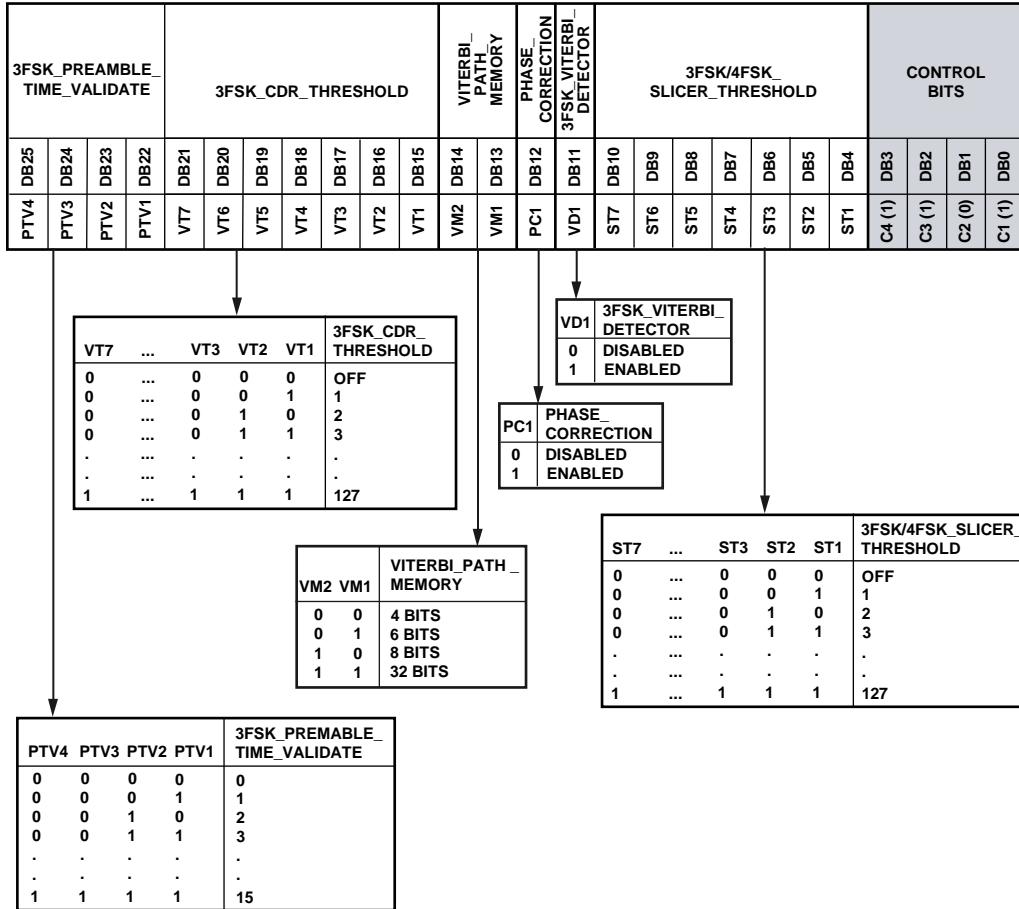 3FSK_PREAMBLE_
TIME_VALIDATE
3FSK_CDR_THRESHOLD
VITERBI_
PATH_
MEMORY
PHASE_
CORRECTION
3FSK_VITERBI_
DETECTOR
3FSK/4FSK_
SLICER_THRESHOLD
CONTROL
BITS
DB25 DB24 DB23 DB22 DB21 DB20 DB19 DB18 DB17 DB16 DB15 DB14 DB13 DB12 DB11 DB10 DB9 DB8 DB7 DB6 DB5 DB4 DB3 DB2 DB1 DB0
PTV4 PTV3 PTV2 PTV1 VT7 VT6 VT5 VT4 VT3 VT2 VT1 VM2 VM1 PC1 VD1 ST7 ST6 ST5 ST4 ST3 ST2 ST1 C4 (1) C3 (1) C2 (0) C1 (1)
VD1 3FSK_VITERBI_
DETECTOR
0 DISABLED
1 ENABLED
VT7 ... VT3 VT2 VT1 3FSK_CDR_
THRESHOLD
0 ... 0 0 0 OFF
0 ... 0 0 1 1
0 ... 0 1 0 2
0 ... 0 1 1 3
. ... . . . .
. ... . . . .
1 ... 1 1 1 127
PC1 PHASE_
CORRECTION
0 DISABLED
1 ENABLED
VM2 VM1 VITERBI_PATH _
MEMORY
0 0 4 BITS
0 1 6 BITS
1 0 8 BITS
1 1 32 BITS
ST7 ... ST3 ST2 ST1 3FSK/4FSK_SLICER_
THRESHOLD
0 ... 0 0 0 OFF
0 ... 0 0 1 1
0 ... 0 1 0 2
0 ... 0 1 1 3
. ... . . . .
. ... . . . .
1 ... 1 1 1 127
PTV4 PTV3 PTV2 PTV1 3FSK_PREMABLE_
TIME_VALIDATE
0 0 0 0 0
0 0 0 1 1
0 0 1 0 2
0 0 1 1 3
. . . . .
. . . . .
1 1 1 1 15